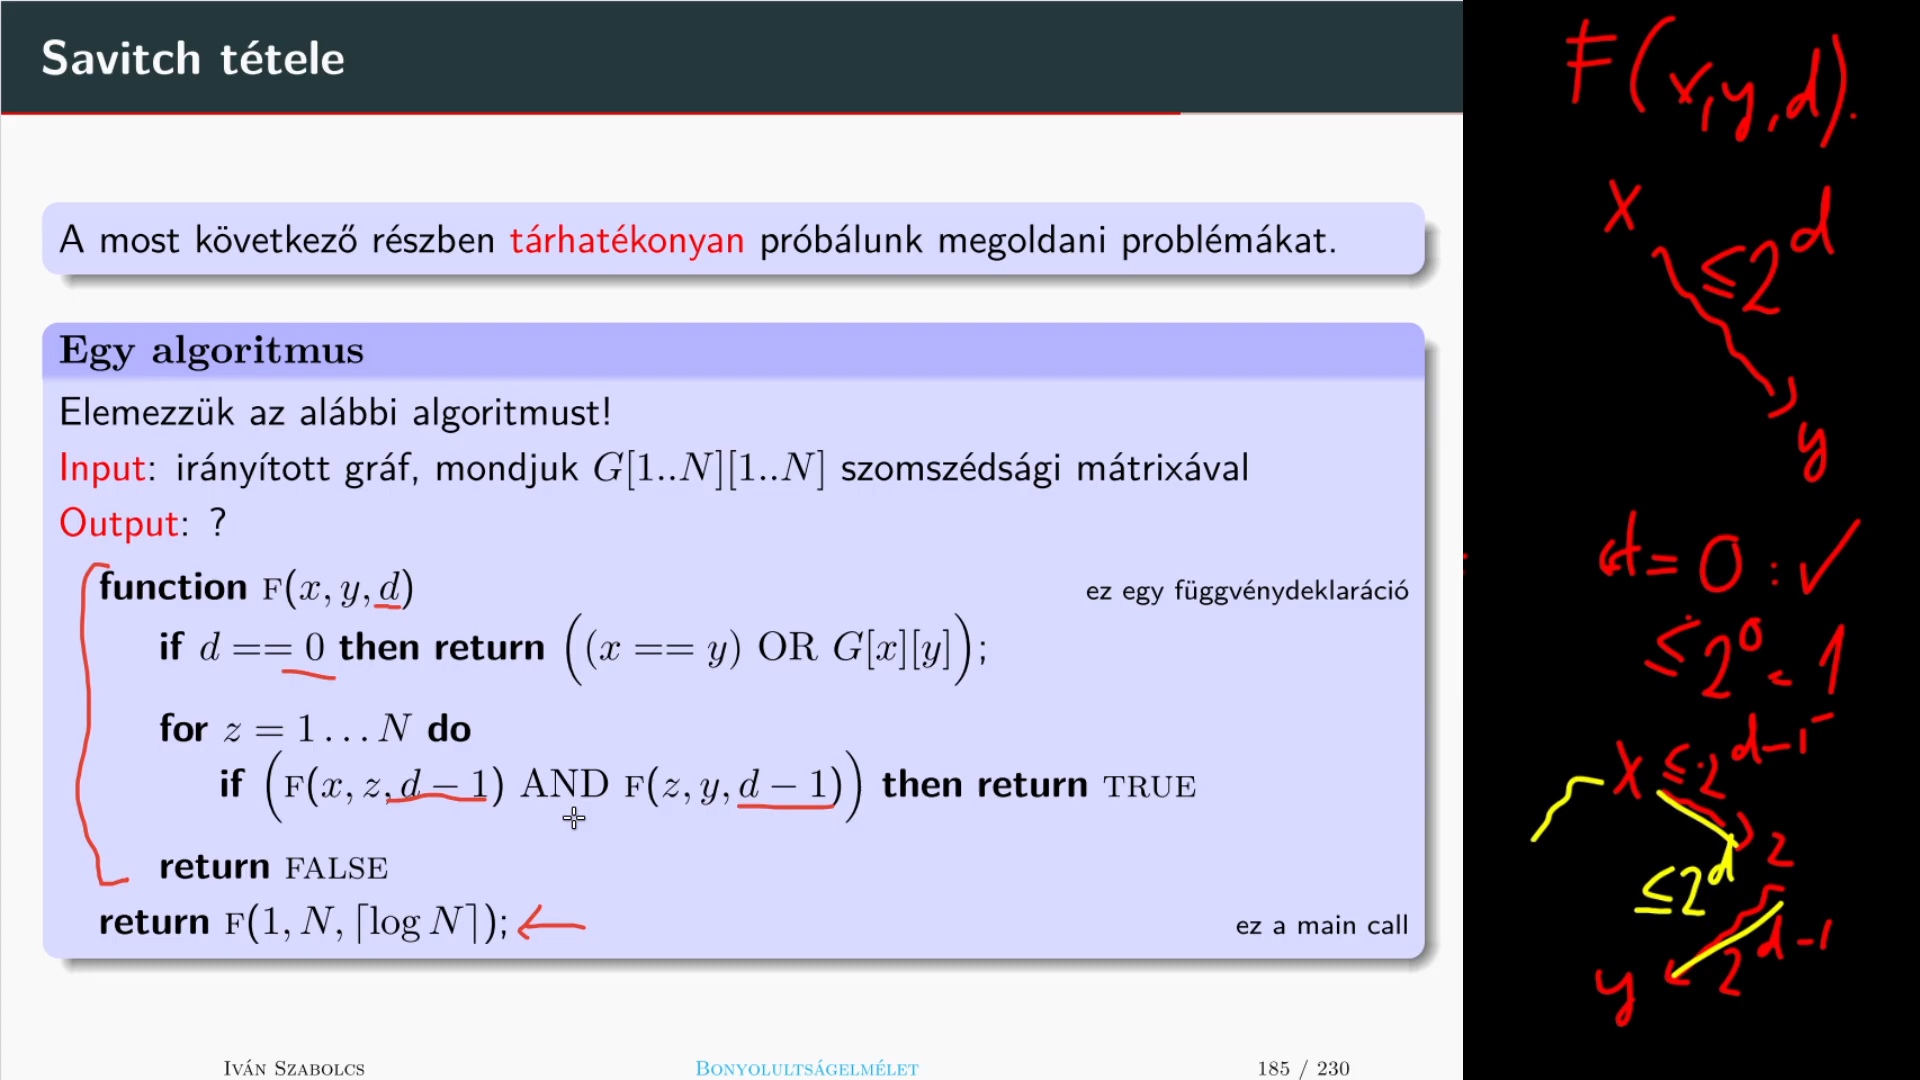 Savitch tétele
A most következő részben tárhatékonyan próbálunk megoldani problémákat.
Egy algoritmus
Elemezzük az alábbi algoritmust!
Input: irányított gráf, mondjuk G[1..N][1..N] szomszédsági mátrixával
Output: ?
function F(x, y, d) ez egy függvénydeklaráció
if d == 0 then return ((x == y) OR G[x][y]);
for z = 1 . . . N do
if (F(x, z, d − 1) AND F(z, y, d − 1)) then return TRUE
return FALSE
return F(1, N, ⌈log N⌉); ez a main call
Iván Szabolcs Bonyolultságelmélet 185 / 230
F(x,y,d).
x
≤2^d
y
d=0:✓
≤2^0=1
x ≤2^d-1
z
≤2^d
2^d-1
y